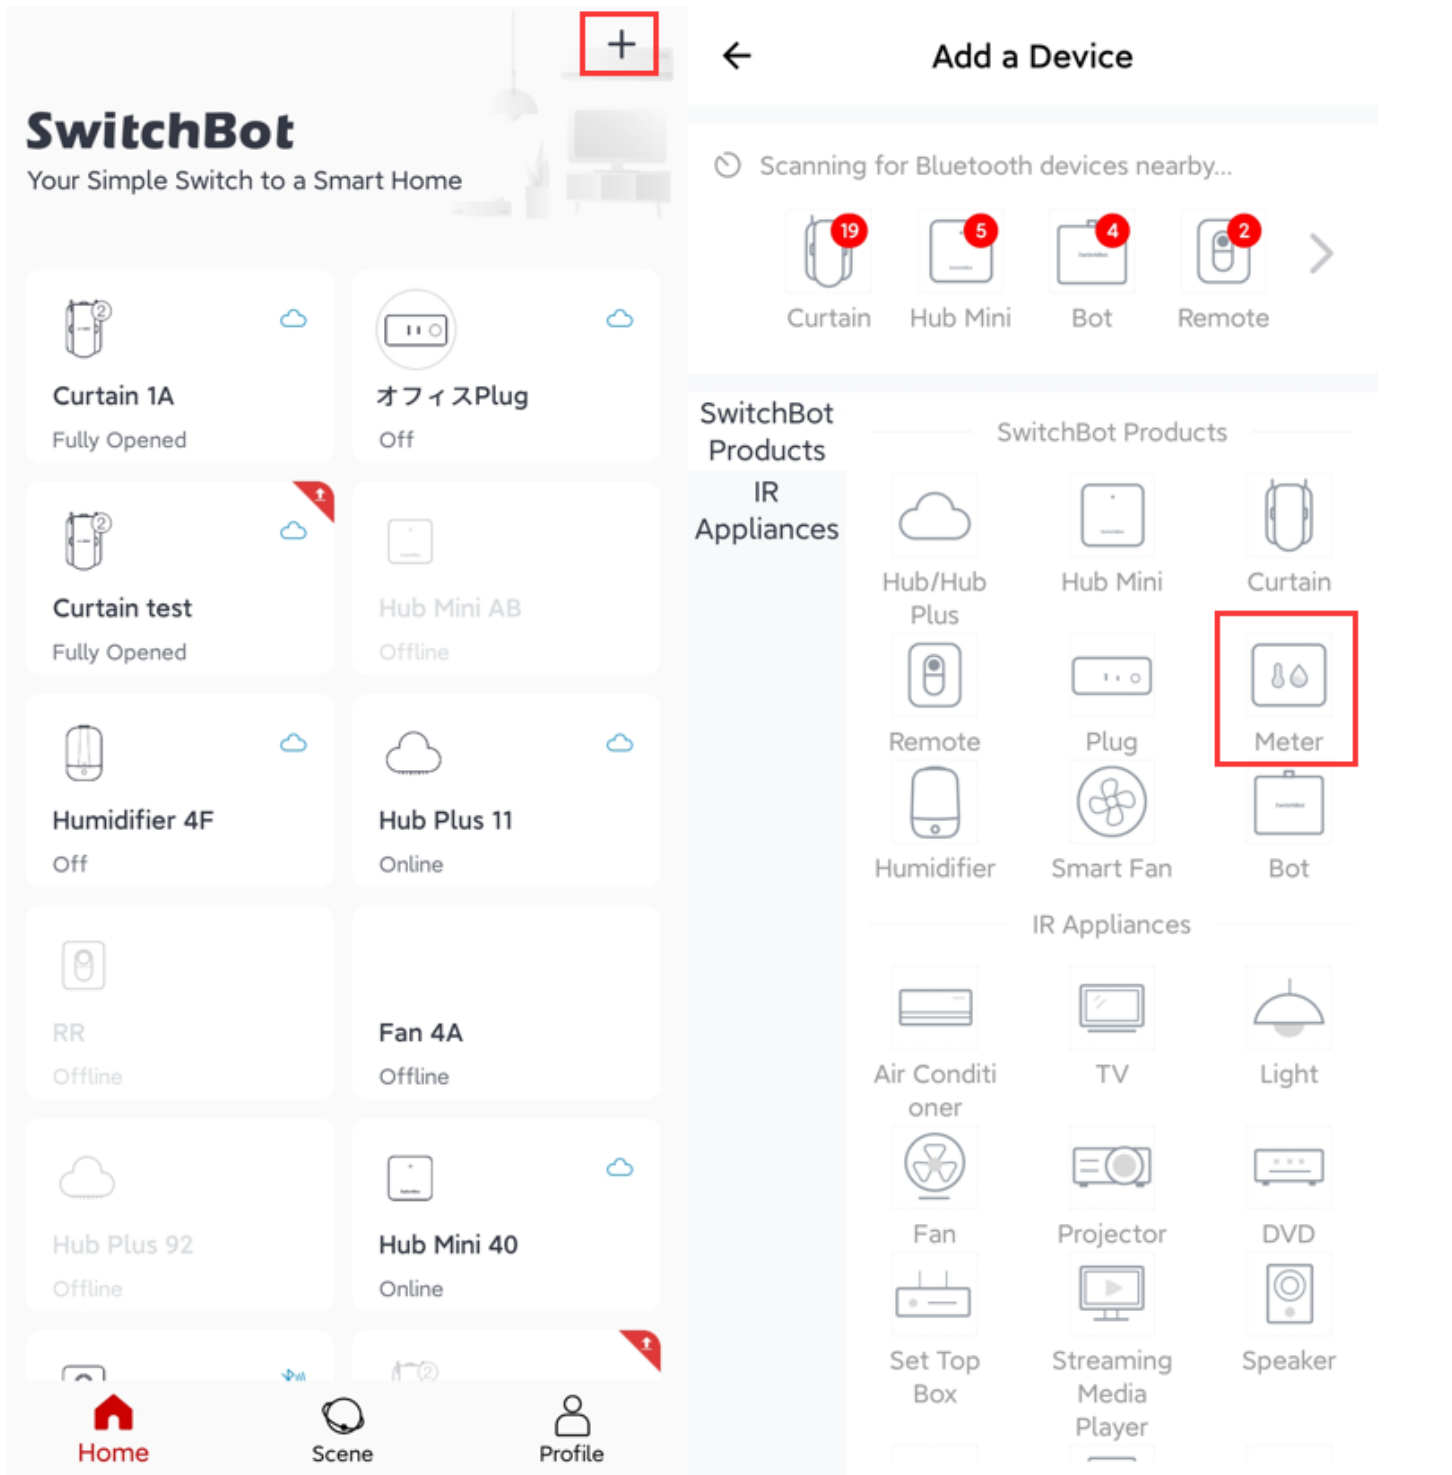 SwitchBot
Your Simple Switch to a Smart Home
2
Curtain 1A
Fully Opened
オフィスPlug
Off
2
Curtain test
Fully Opened
Hub Mini AB
Offline
Humidifier 4F
Off
Hub Plus 11
Online
RR
Offline
Fan 4A
Offline
Hub Plus 92
Offline
Hub Mini 40
Online
2
Home
Scene
Profile
Add a Device
Scanning for Bluetooth devices nearby...
19
5
4
2
Curtain
Hub Mini
Bot
Remote
SwitchBot
Products
IR
Appliances
SwitchBot Products
Hub/Hub
Plus
Hub Mini
Curtain
Remote
Plug
Meter
Humidifier
Smart Fan
Bot
IR Appliances
Air Conditi
oner
TV
Light
Fan
Projector
DVD
Set Top
Box
Streaming
Media
Player
Speaker